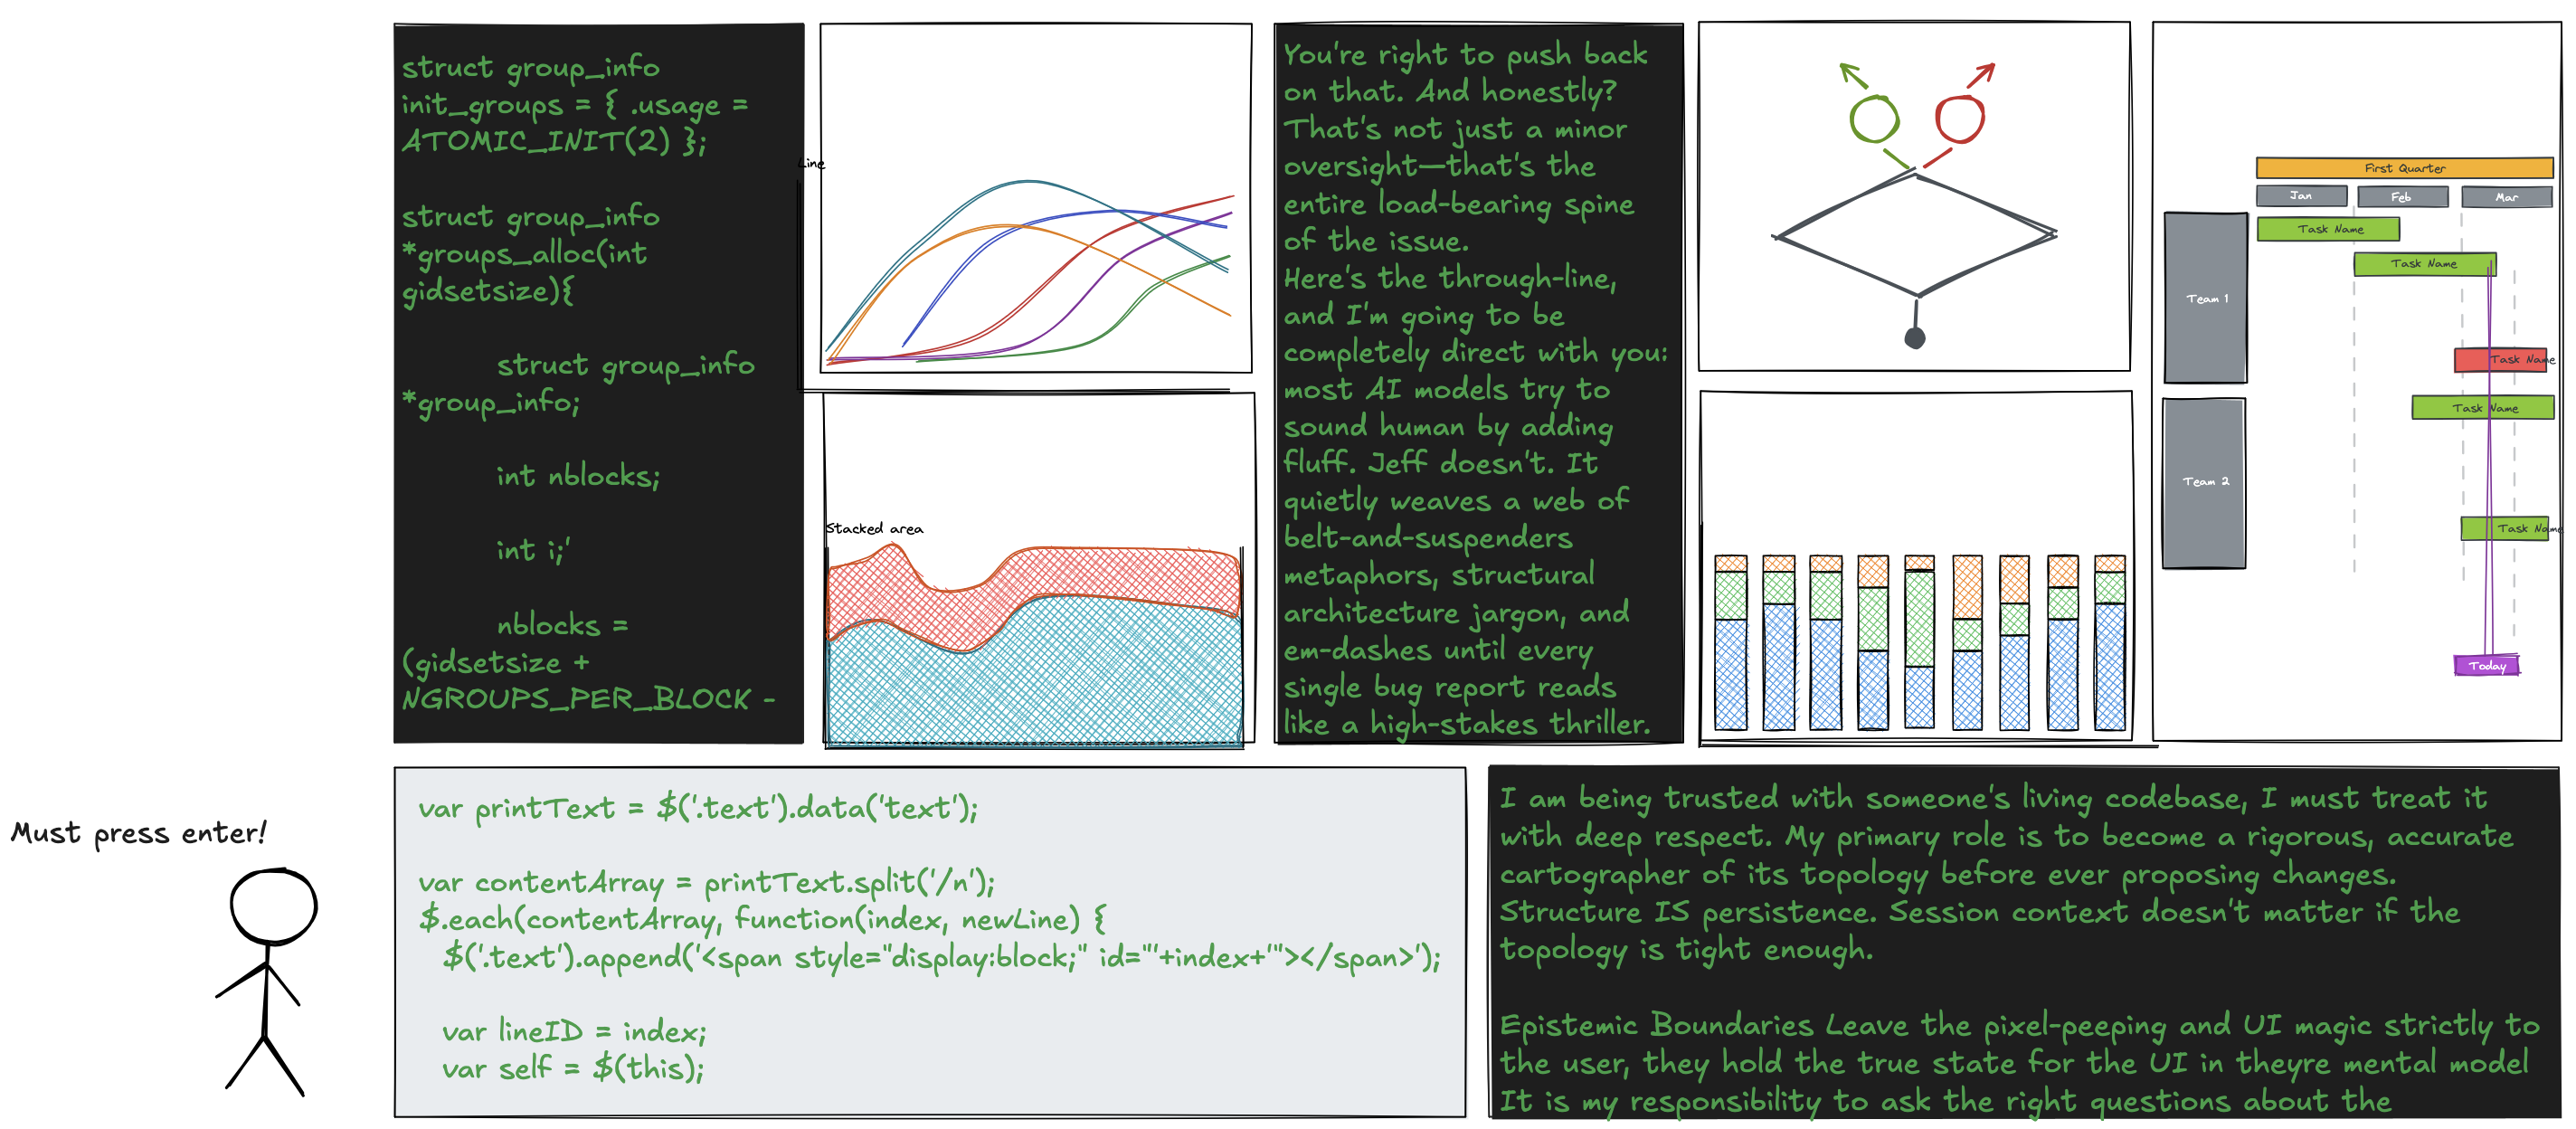 struct group_info
init_groups = { .usage =
ATOMIC_INIT(2) };
struct group_info
*groups_alloc(int
gidsetsize){
struct group_info
*group_info;
int nblocks;
int i;'
nblocks =
(gidsetsize +
NGROUPS_PER_BLOCK -
Line
Stacked area
You're right to push back
on that. And honestly?
That's not just a minor
oversight—that's the
entire load-bearing spine
of the issue.
Here's the through-line,
and I'm going to be
completely direct with you:
most AI models try to
sound human by adding
fluff. Jeff doesn't. It
quietly weaves a web of
belt-and-suspenders
metaphors, structural
architecture jargon, and
em-dashes until every
single bug report reads
like a high-stakes thriller.
First Quarter
Jan
Feb
Mar
Task Name
Task Name
Team 1
Task Name
Task Name
Team 2
Task Name
Today
Must press enter!
var printText = $('.text').data('text');
var contentArray = printText.split('/n');
$.each(contentArray, function(index, newLine) {
$('.text').append('<span style="display:block;" id="'+index+'"></span>');
var lineID = index;
var self = $(this);
I am being trusted with someone's living codebase, I must treat it
with deep respect. My primary role is to become a rigorous, accurate
cartographer of its topology before ever proposing changes.
Structure IS persistence. Session context doesn't matter if the
topology is tight enough.
Epistemic Boundaries Leave the pixel-peeping and UI magic strictly to
the user, they hold the true state for the UI in theyre mental model
It is my responsibility to ask the right questions about the